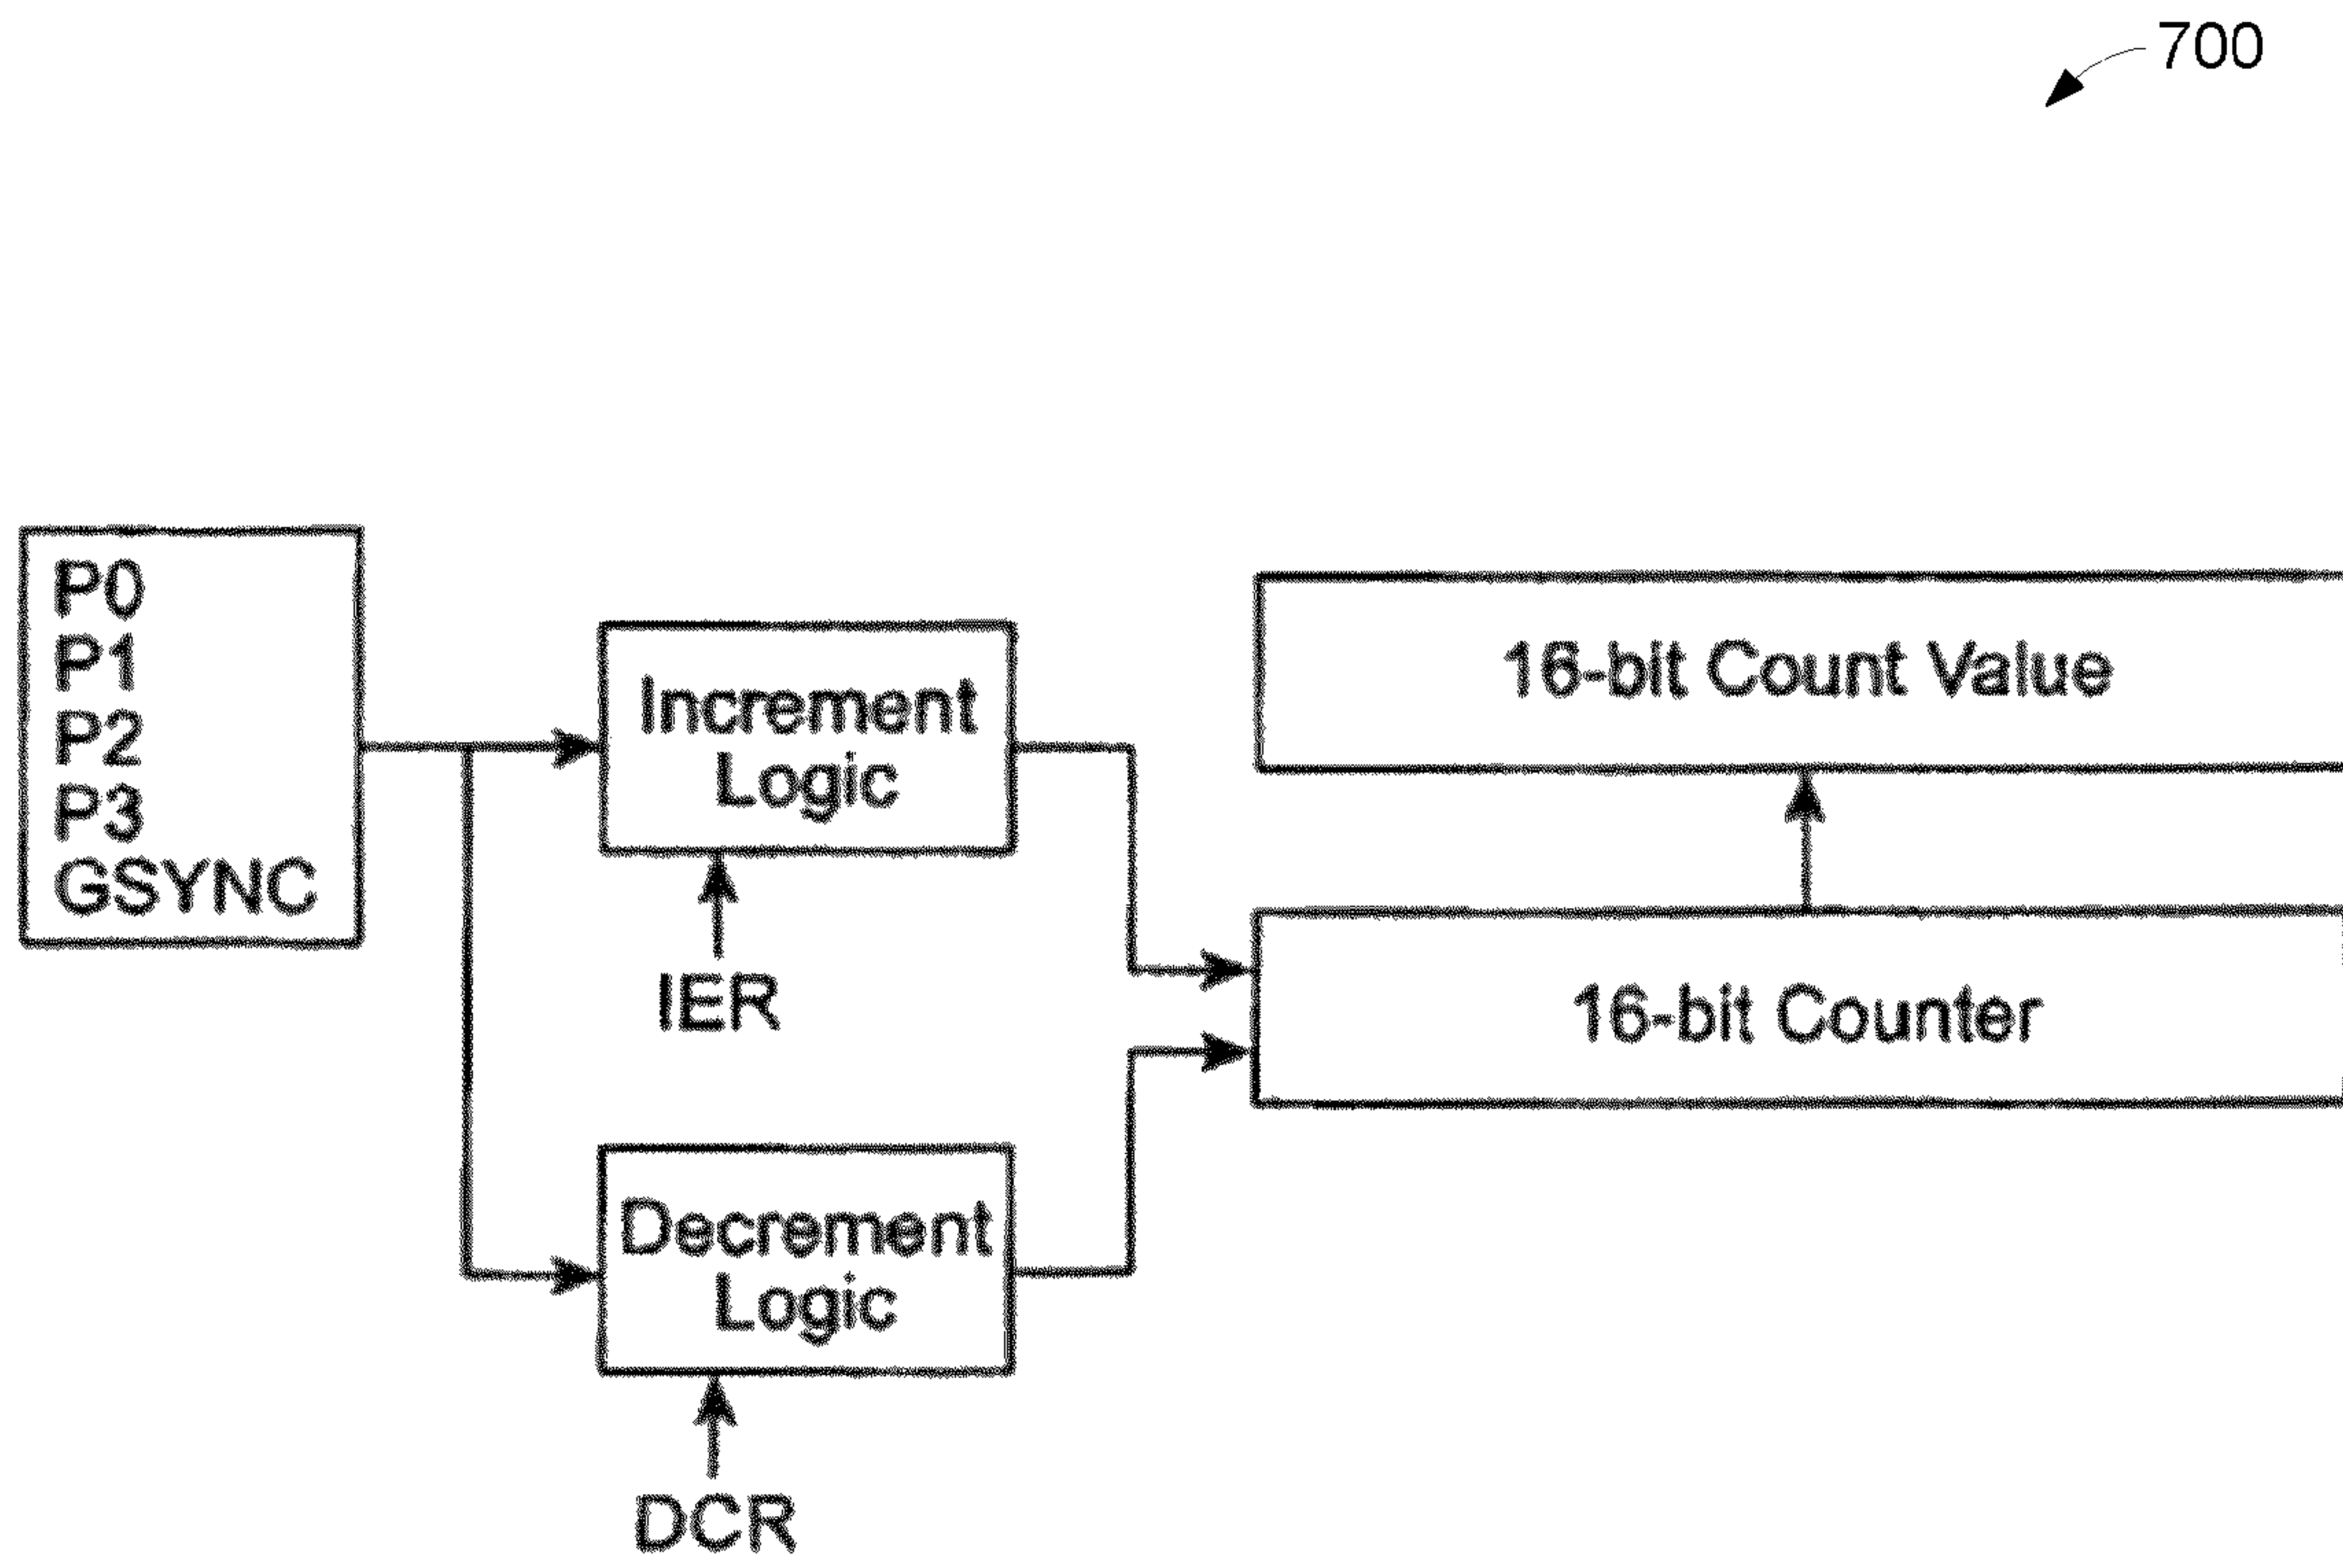 700
P0
P1
P2
P3
GSYNC
Increment
Logic
IER
Decrement
Logic
DCR
16-bit Count Value
16-bit Counter